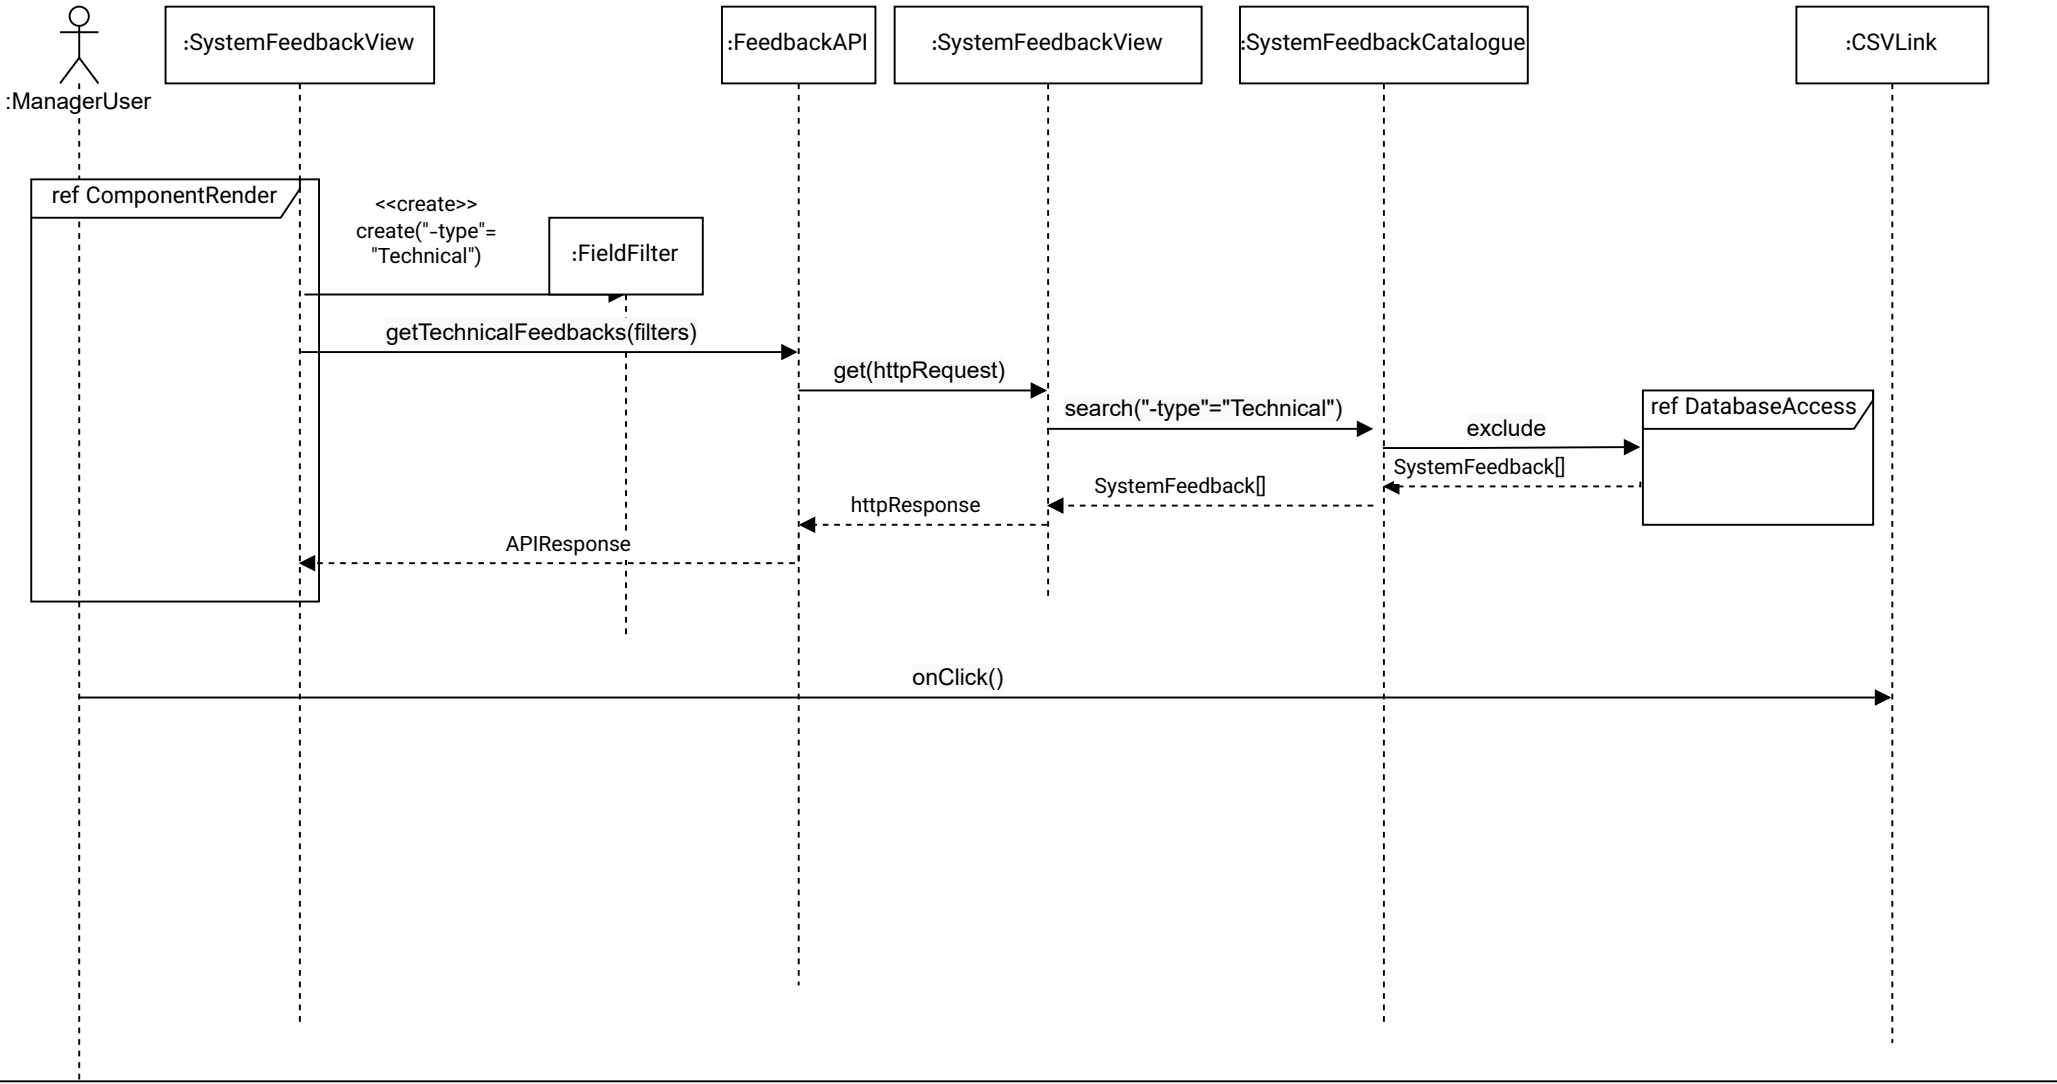 :SystemFeedbackView
:FeedbackAPI
:SystemFeedbackView
:SystemFeedbackCatalogue
:CSVLink
:ManagerUser
ref ComponentRender
<<create>>
create("-type"=
"Technical")
:FieldFilter
getTechnicalFeedbacks(filters)
get(httpRequest)
search("-type"="Technical")
ref DatabaseAccess
exclude
SystemFeedback[]
SystemFeedback[]
httpResponse
APIResponse
onClick()